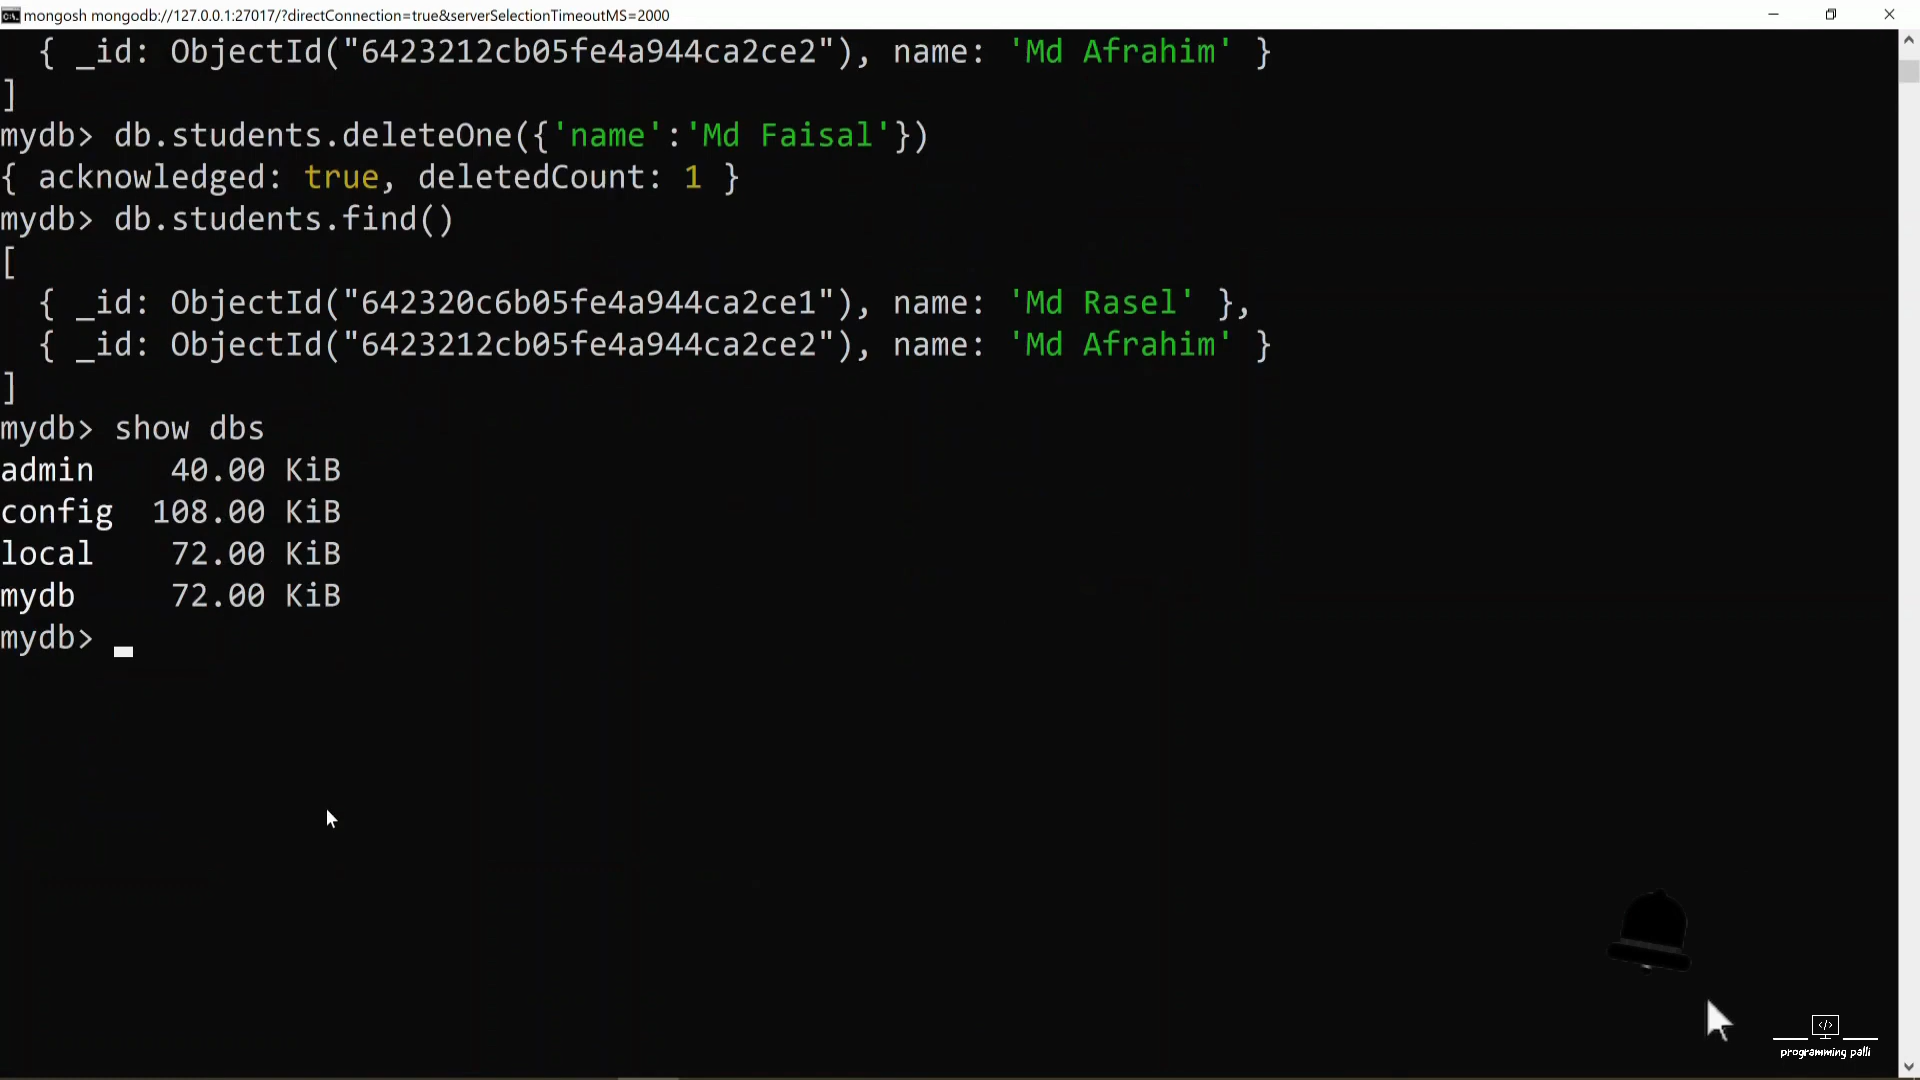 mongosh mongodb://127.0.0.1:27017/?directConnection=true&serverSelectionTimeoutMS=2000
{ _id: ObjectId("6423212cb05fe4a944ca2ce2"), name: 'Md Afrahim' }
]
mydb> db.students.deleteOne({'name':'Md Faisal'})
{ acknowledged: true, deletedCount: 1 }
mydb> db.students.find()
[
{ _id: ObjectId("642320c6b05fe4a944ca2ce1"), name: 'Md Rasel' },
{ _id: ObjectId("6423212cb05fe4a944ca2ce2"), name: 'Md Afrahim' }
]
mydb> show dbs
admin 40.00 KiB
config 108.00 KiB
local 72.00 KiB
mydb 72.00 KiB
mydb>
</>
programming palli